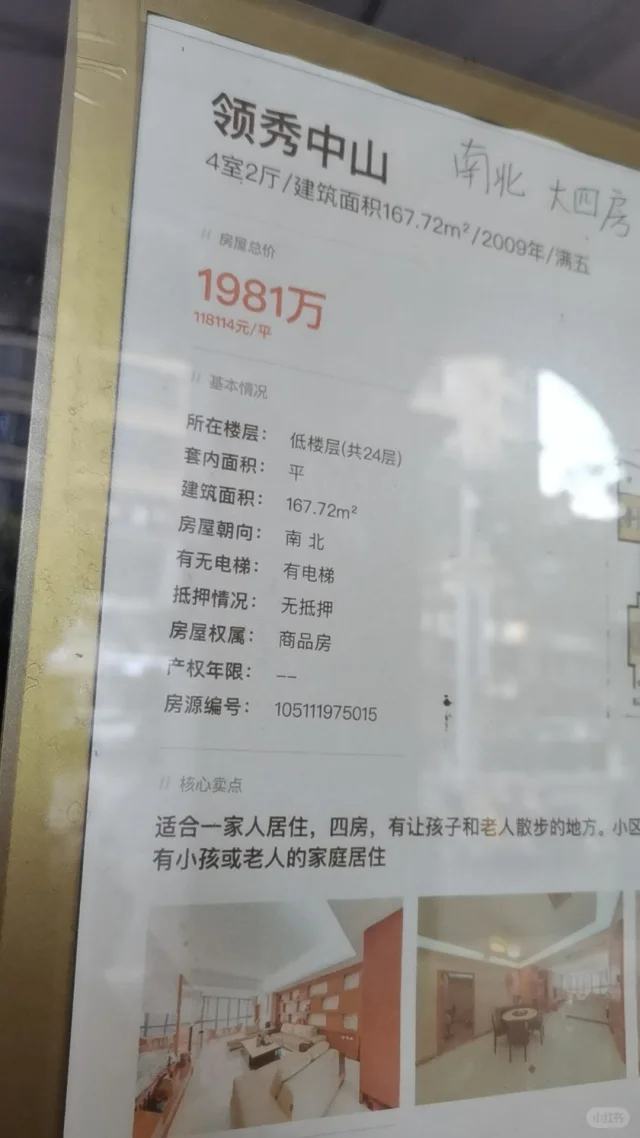 领秀中山
南北 大四房
4室2厅/建筑面积167.72m²/2009年/满五
// 房屋总价
1981万
118114元/平
// 基本情况
所在楼层： 低楼层(共24层)
套内面积： 平
建筑面积： 167.72m²
房屋朝向： 南 北
有无电梯： 有电梯
抵押情况： 无抵押
房屋权属： 商品房
产权年限： --
房源编号： 105111975015
// 核心卖点
适合一家人居住，四房，有让孩子和老人散步的地方。小区
有小孩或老人的家庭居住
小红书